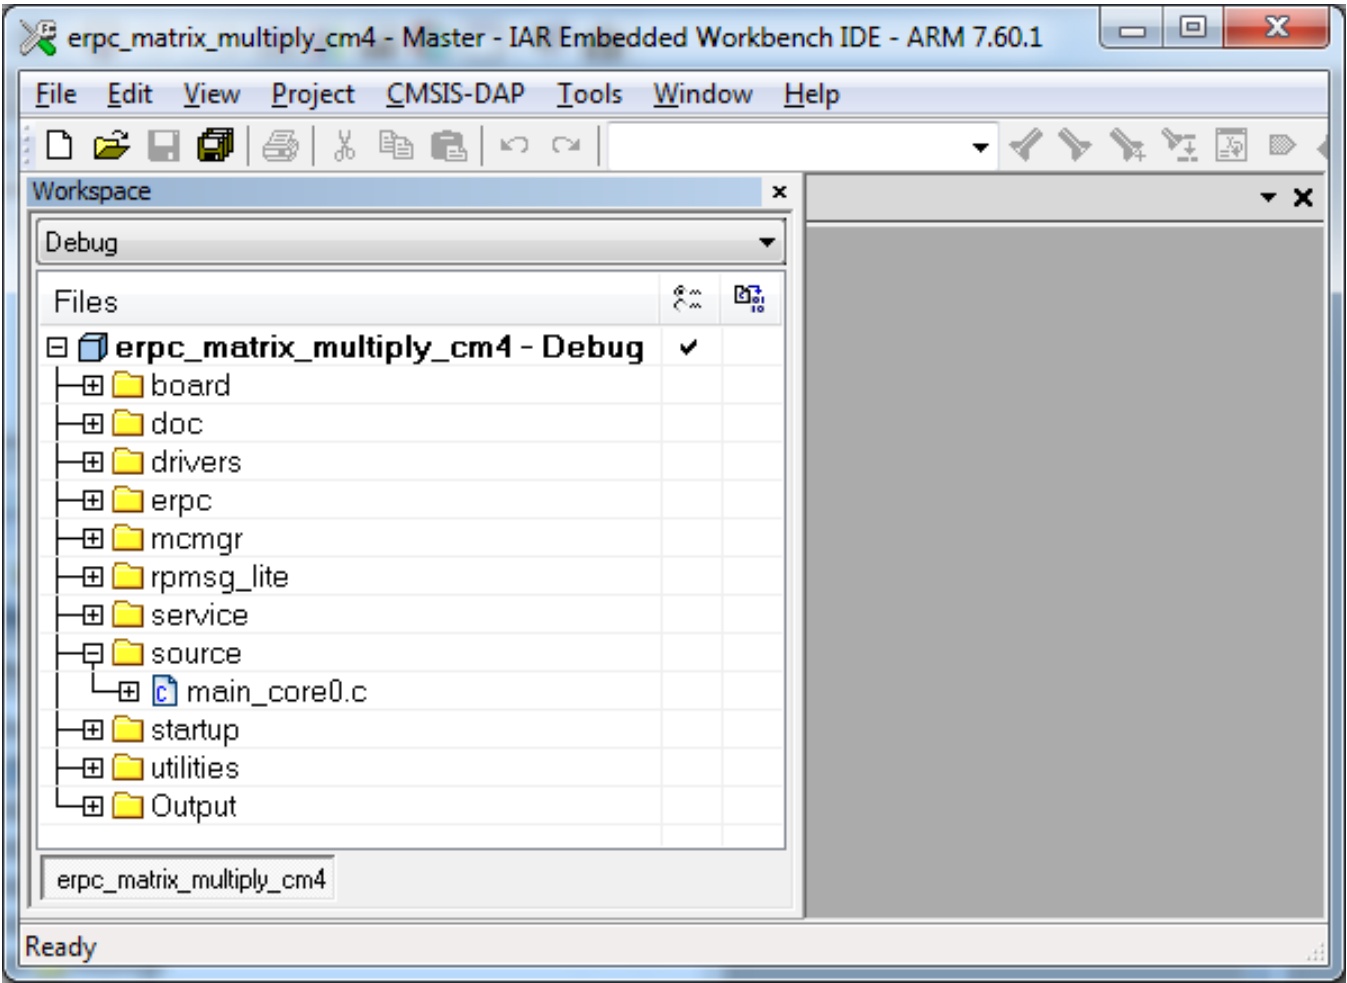 erpc_matrix_multiply_cm4 - Master - IAR Embedded Workbench IDE - ARM 7.60.1
File Edit View Project CMSIS-DAP Tools Window Help
Workspace
Debug
Files
erpc_matrix_multiply_cm4 - Debug
board
doc
drivers
erpc
mcmgr
rpmsg_lite
service
source
main_core0.c
startup
utilities
Output
erpc_matrix_multiply_cm4
Ready